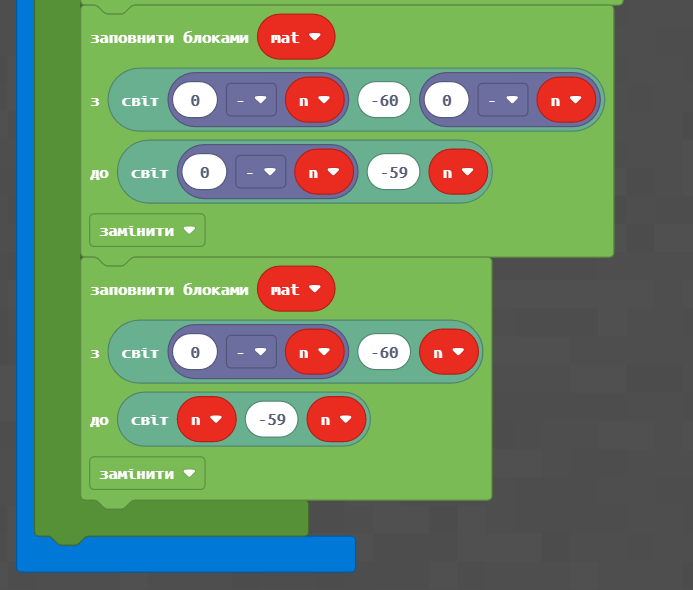 заповнити блоками mat
з світ 0 - n -60 0 - n
до світ 0 - n -59 n
замінити
заповнити блоками mat
з світ 0 - n -60 n
до світ n -59 n
замінити